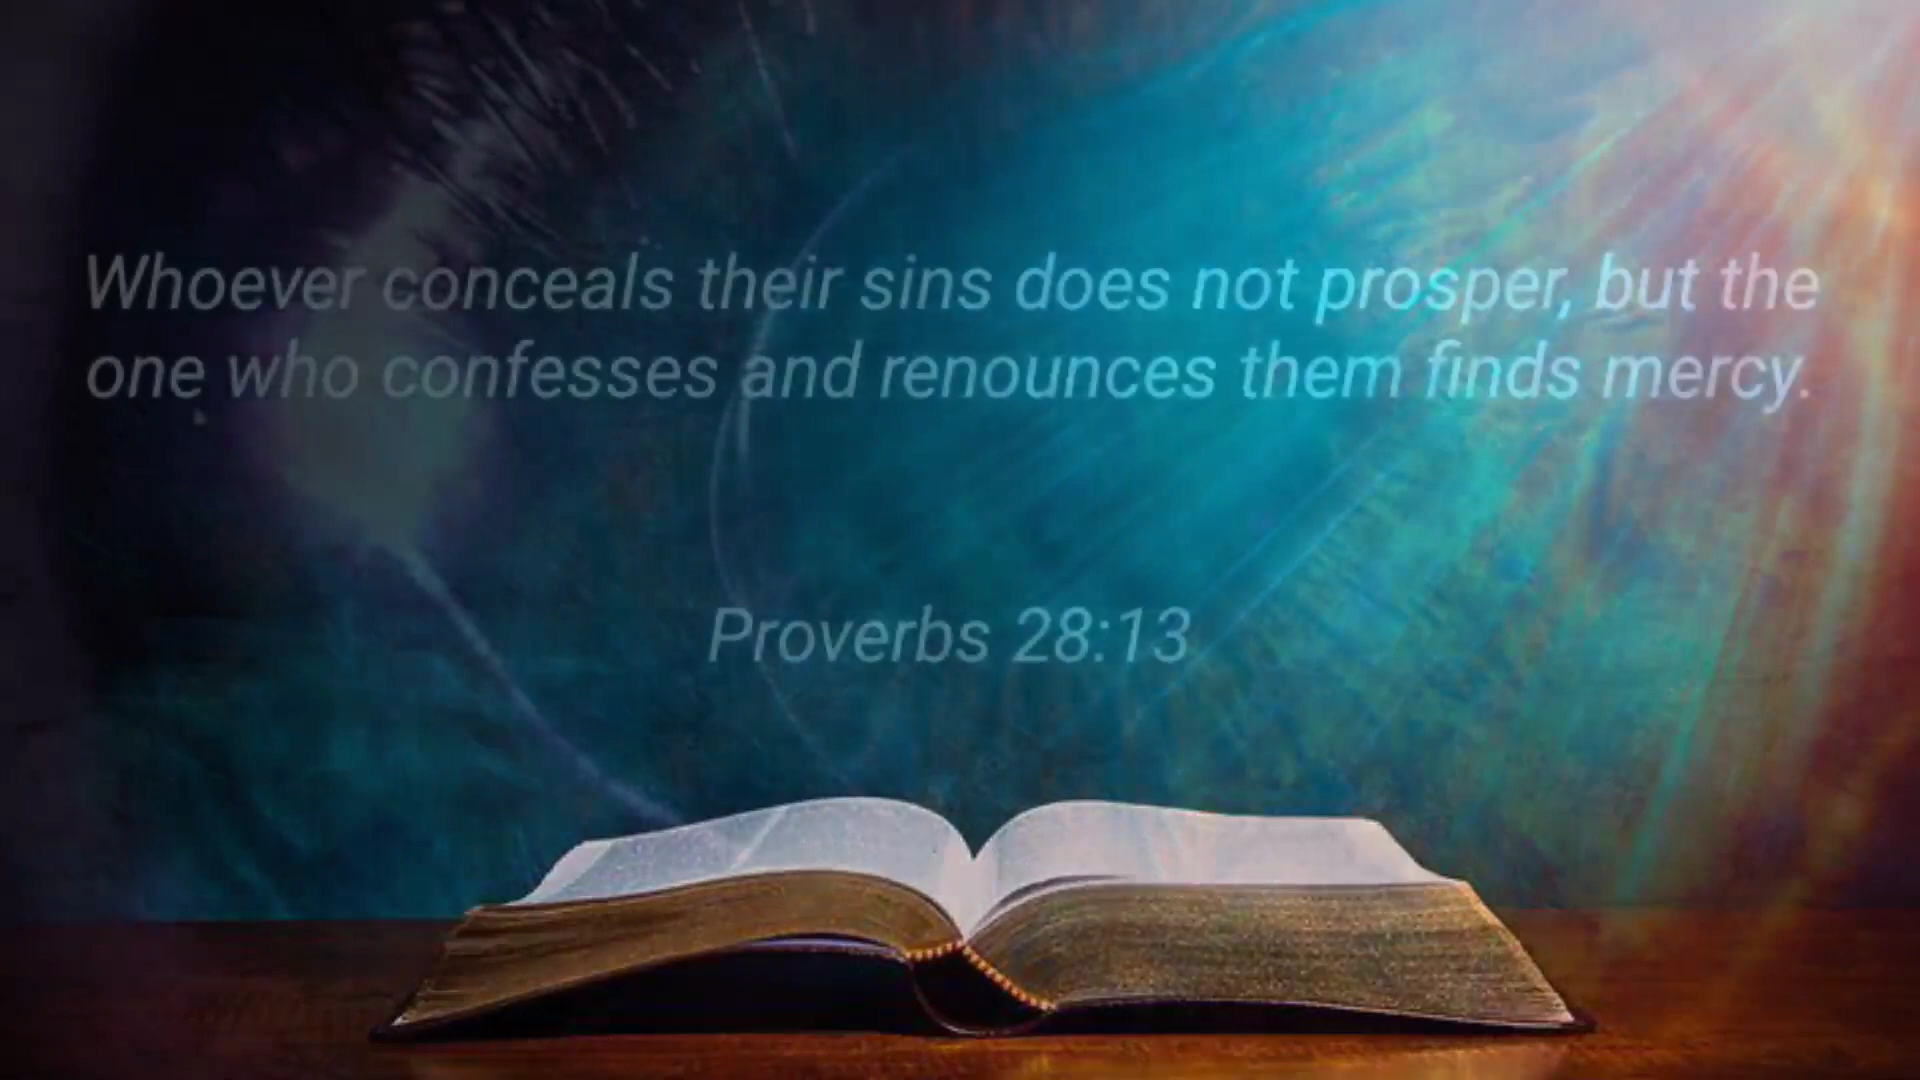 Whoever conceals their sins does not prosper, but the
one who confesses and renounces them finds mercy.
Proverbs 28:13